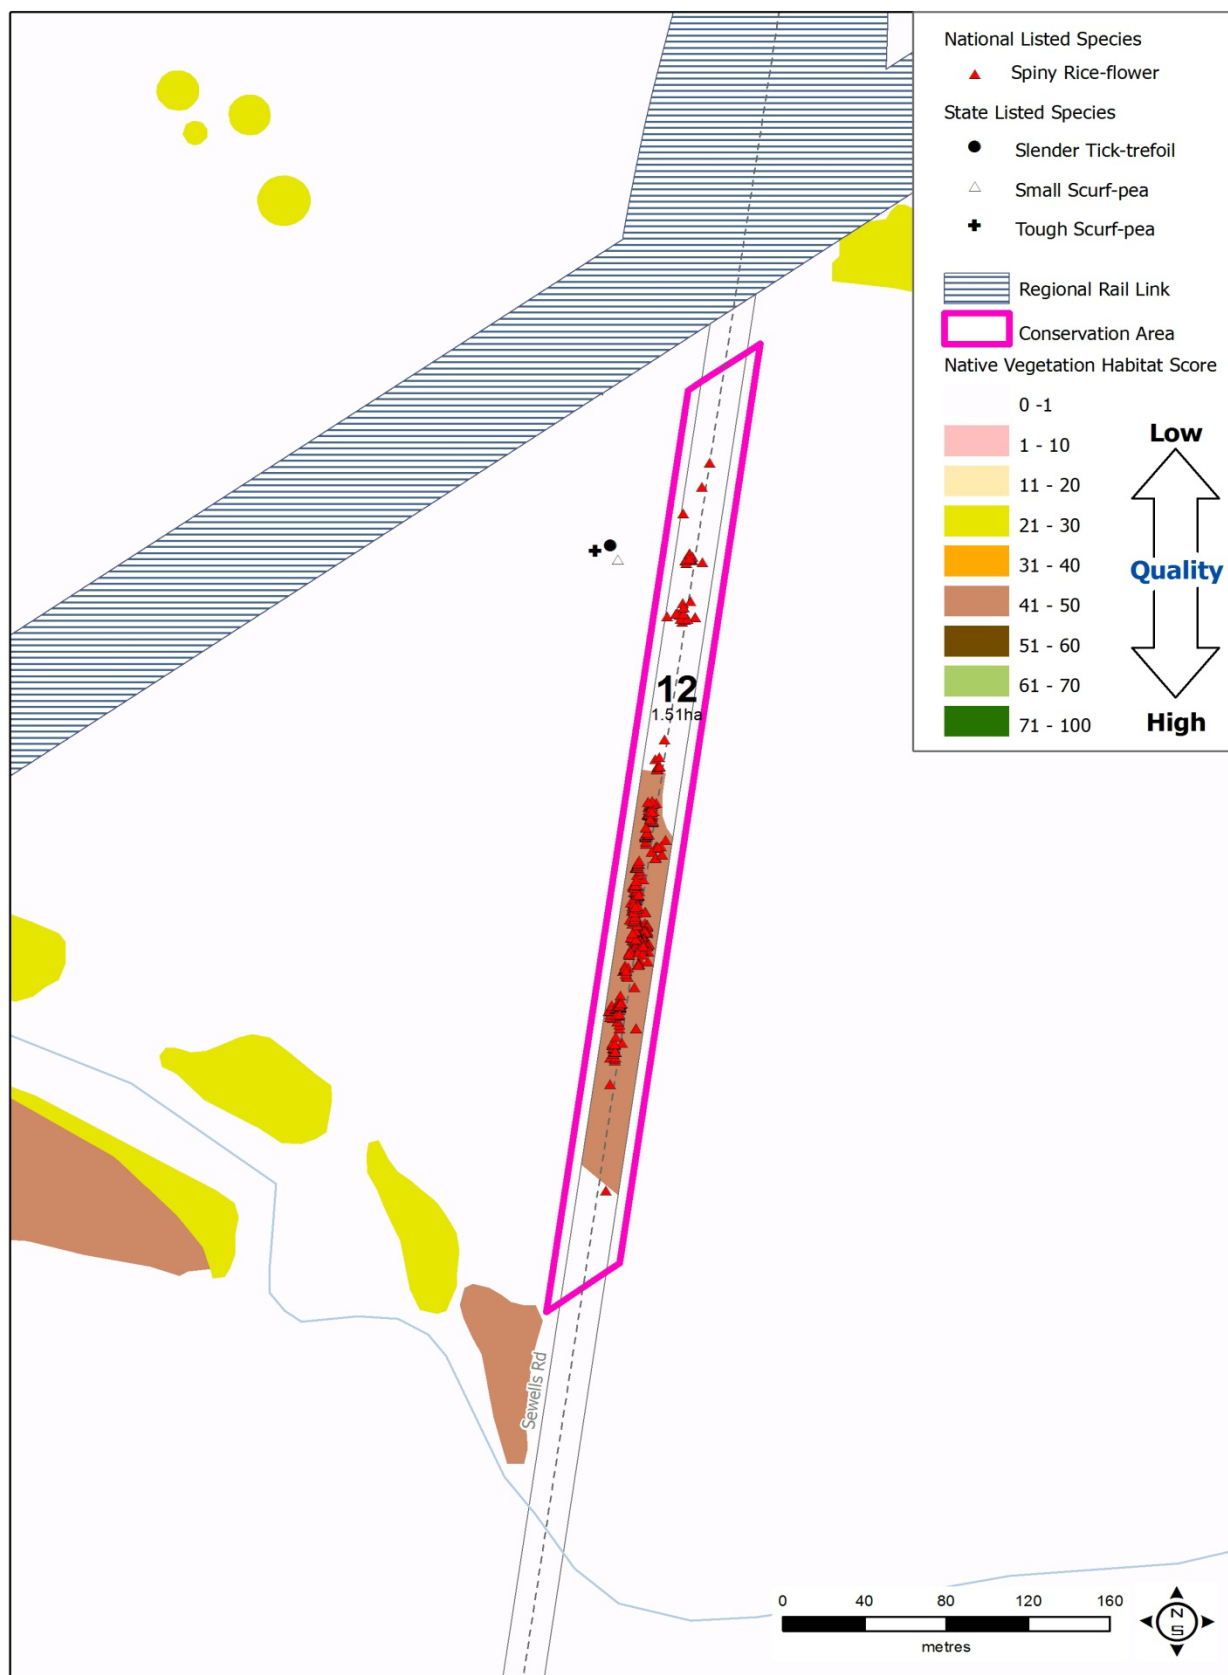 National Listed Species
Spiny Rice-flower
State Listed Species
Slender Tick-trefoil
Small Scurf-pea
Tough Scurf-pea
Regional Rail Link
Conservation Area
Native Vegetation Habitat Score
0 -1
1 - 10
11 - 20
21 - 30
31 - 40
41 - 50
51 - 60
61 - 70
71 - 100
Low
Quality
High
12
1.51ha
Sewells Rd
0 40 80 120 160
metres
N
S